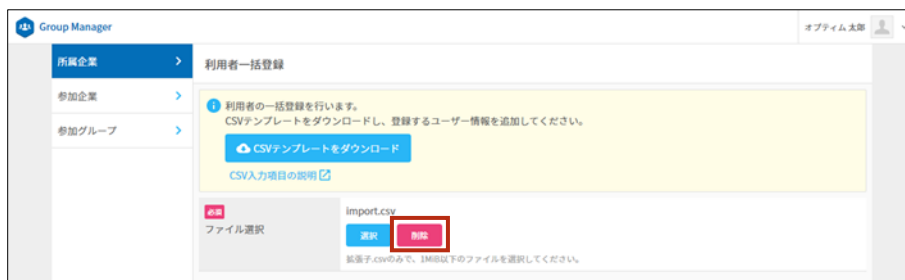 Group Manager
オプティム 太郎
所属企業
利用者一括登録
参加企業
参加グループ
利用者の一括登録を行います。
CSVテンプレートをダウンロードし、登録するユーザー情報を追加してください。
CSVテンプレートをダウンロード
CSV入力項目の説明
必須
ファイル選択
import.csv
選択
削除
拡張子.csvのみで、1MiB以下のファイルを選択してください。